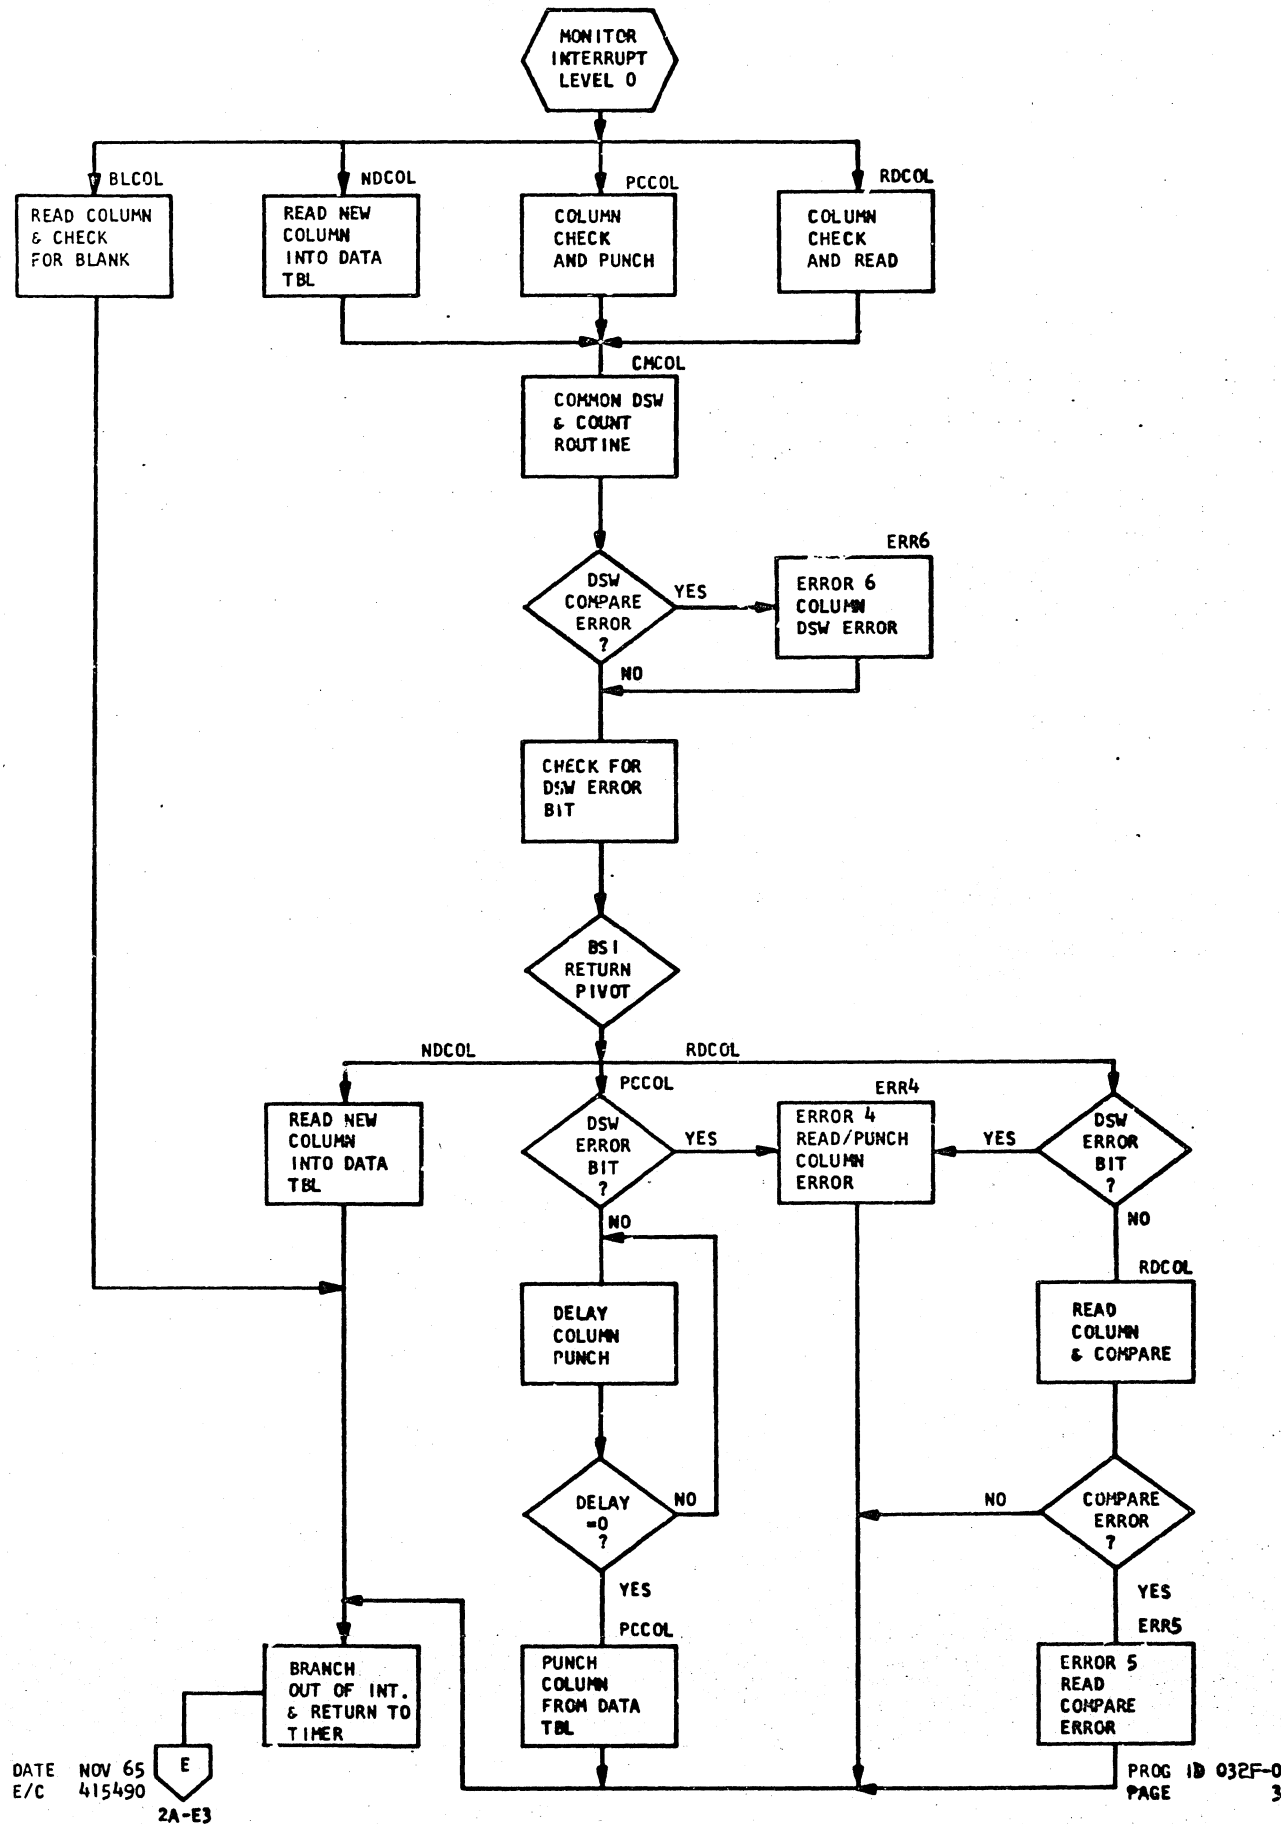 MONITOR
INTERRUPT
LEVEL 0
BLCOL
NDCOL
PCCOL
RDCOL
READ COLUMN
& CHECK
FOR BLANK
READ NEW
COLUMN
INTO DATA
TBL
COLUMN
CHECK
AND PUNCH
COLUMN
CHECK
AND READ
CMCOL
COMMON DSW
& COUNT
ROUTINE
DSW
COMPARE
ERROR
?
YES
ERR6
ERROR 6
COLUMN
DSW ERROR
NO
CHECK FOR
DSW ERROR
BIT
BSI
RETURN
PIVOT
NDCOL
RDCOL
PCCOL
READ NEW
COLUMN
INTO DATA
TBL
DSW
ERROR
BIT
?
YES
ERR4
ERROR 4
READ/PUNCH
COLUMN
ERROR
YES
DSW
ERROR
BIT
?
NO
NO
DELAY
COLUMN
PUNCH
RDCOL
READ
COLUMN
& COMPARE
DELAY
=0
?
NO
NO
COMPARE
ERROR
?
YES
YES
PCCOL
ERR5
BRANCH
OUT OF INT.
& RETURN TO
TIMER
PUNCH
COLUMN
FROM DATA
TBL
ERROR 5
READ
COMPARE
ERROR
E
2A-E3
DATE NOV 65
E/C 415490
PROG ID 032F-0
PAGE 3